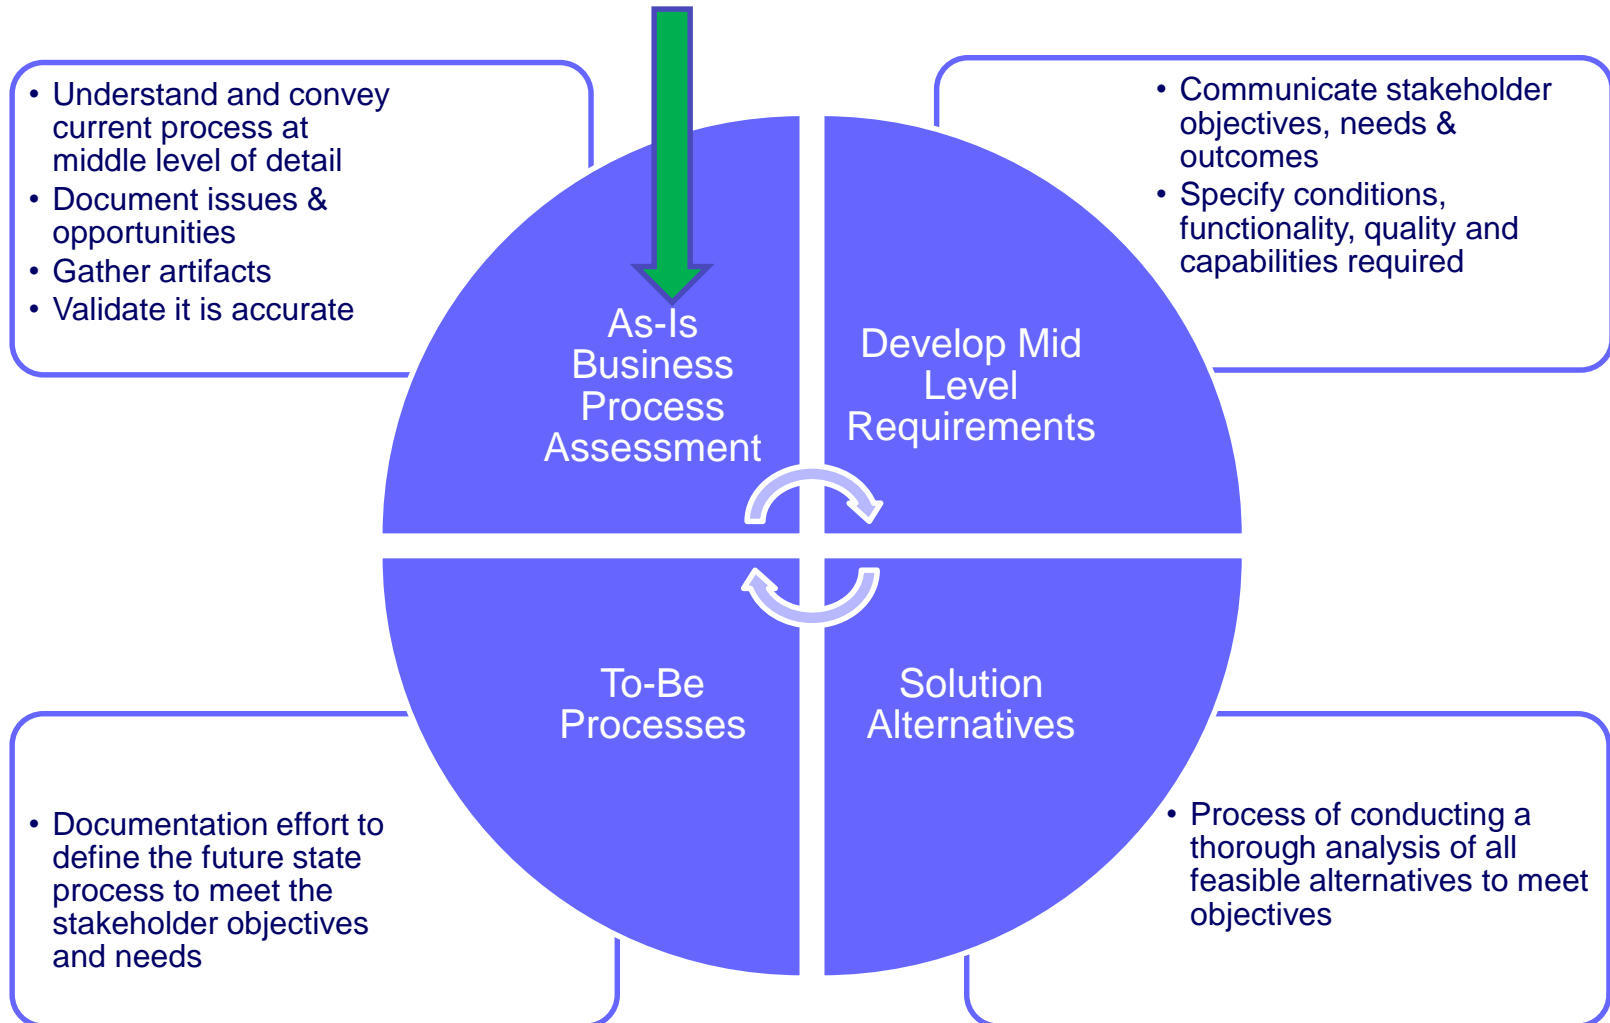 • Understand and convey
current process at
middle level of detail
• Document issues &
opportunities
• Gather artifacts
• Validate it is accurate
• Communicate stakeholder
objectives, needs &
outcomes
• Specify conditions,
functionality, quality and
capabilities required
As-Is
Business
Process
Assessment
Develop Mid
Level
Requirements
To-Be
Processes
Solution
Alternatives
• Documentation effort to
define the future state
process to meet the
stakeholder objectives
and needs
• Process of conducting a
thorough analysis of all
feasible alternatives to meet
objectives